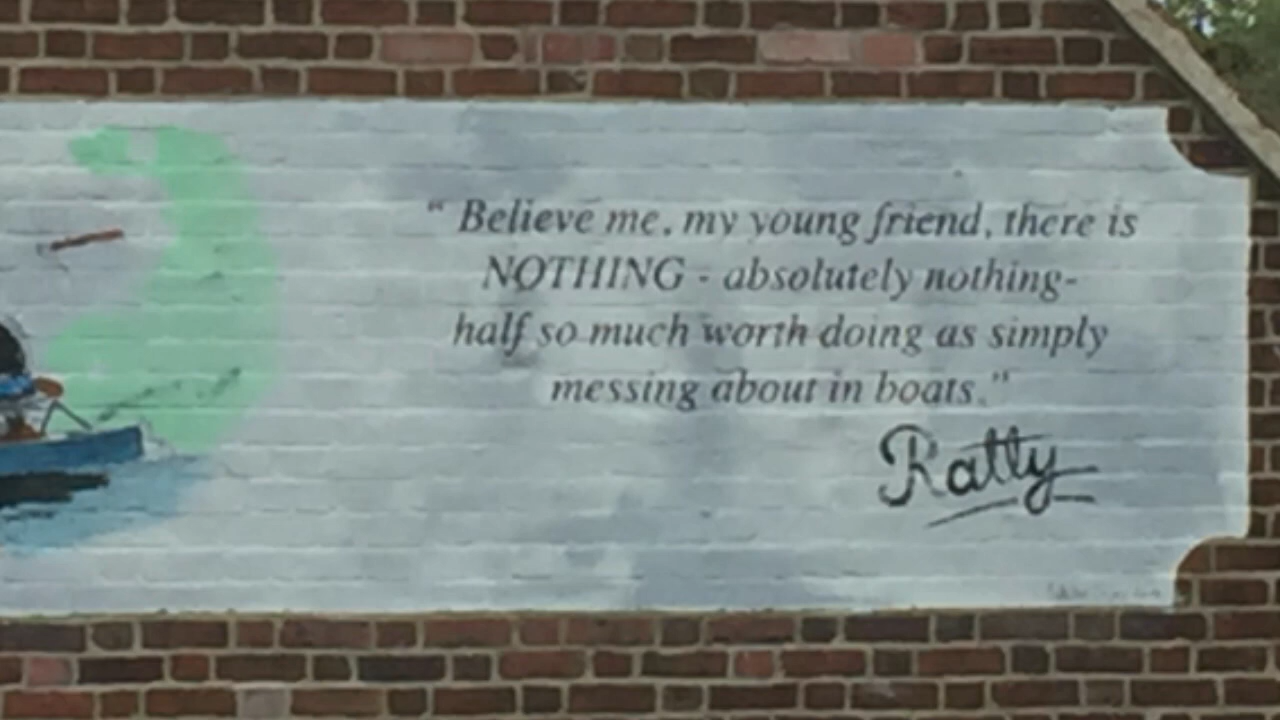 “ Believe me, my young friend, there is
NOTHING - absolutely nothing-
half so much worth doing as simply
messing about in boats."
Ratty